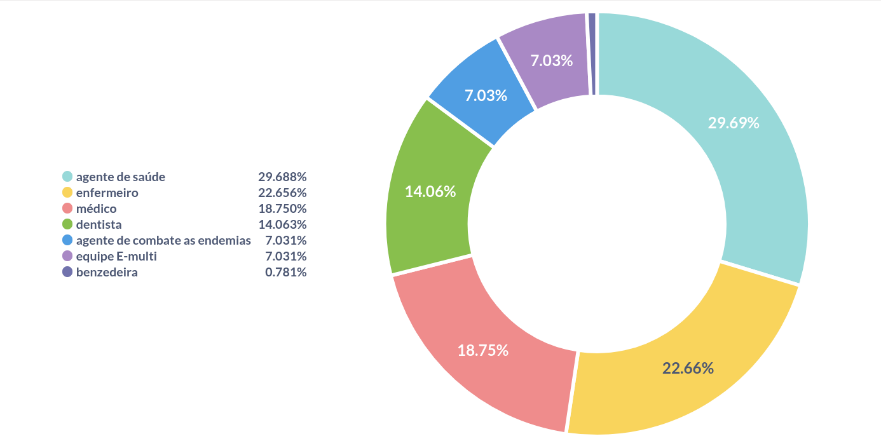 agente de saúde 29.688%
enfermeiro 22.656%
médico 18.750%
dentista 14.063%
agente de combate as endemias 7.031%
equipe E-multi 7.031%
benzedeira 0.781%
7.03%
7.03%
29.69%
14.06%
18.75%
22.66%